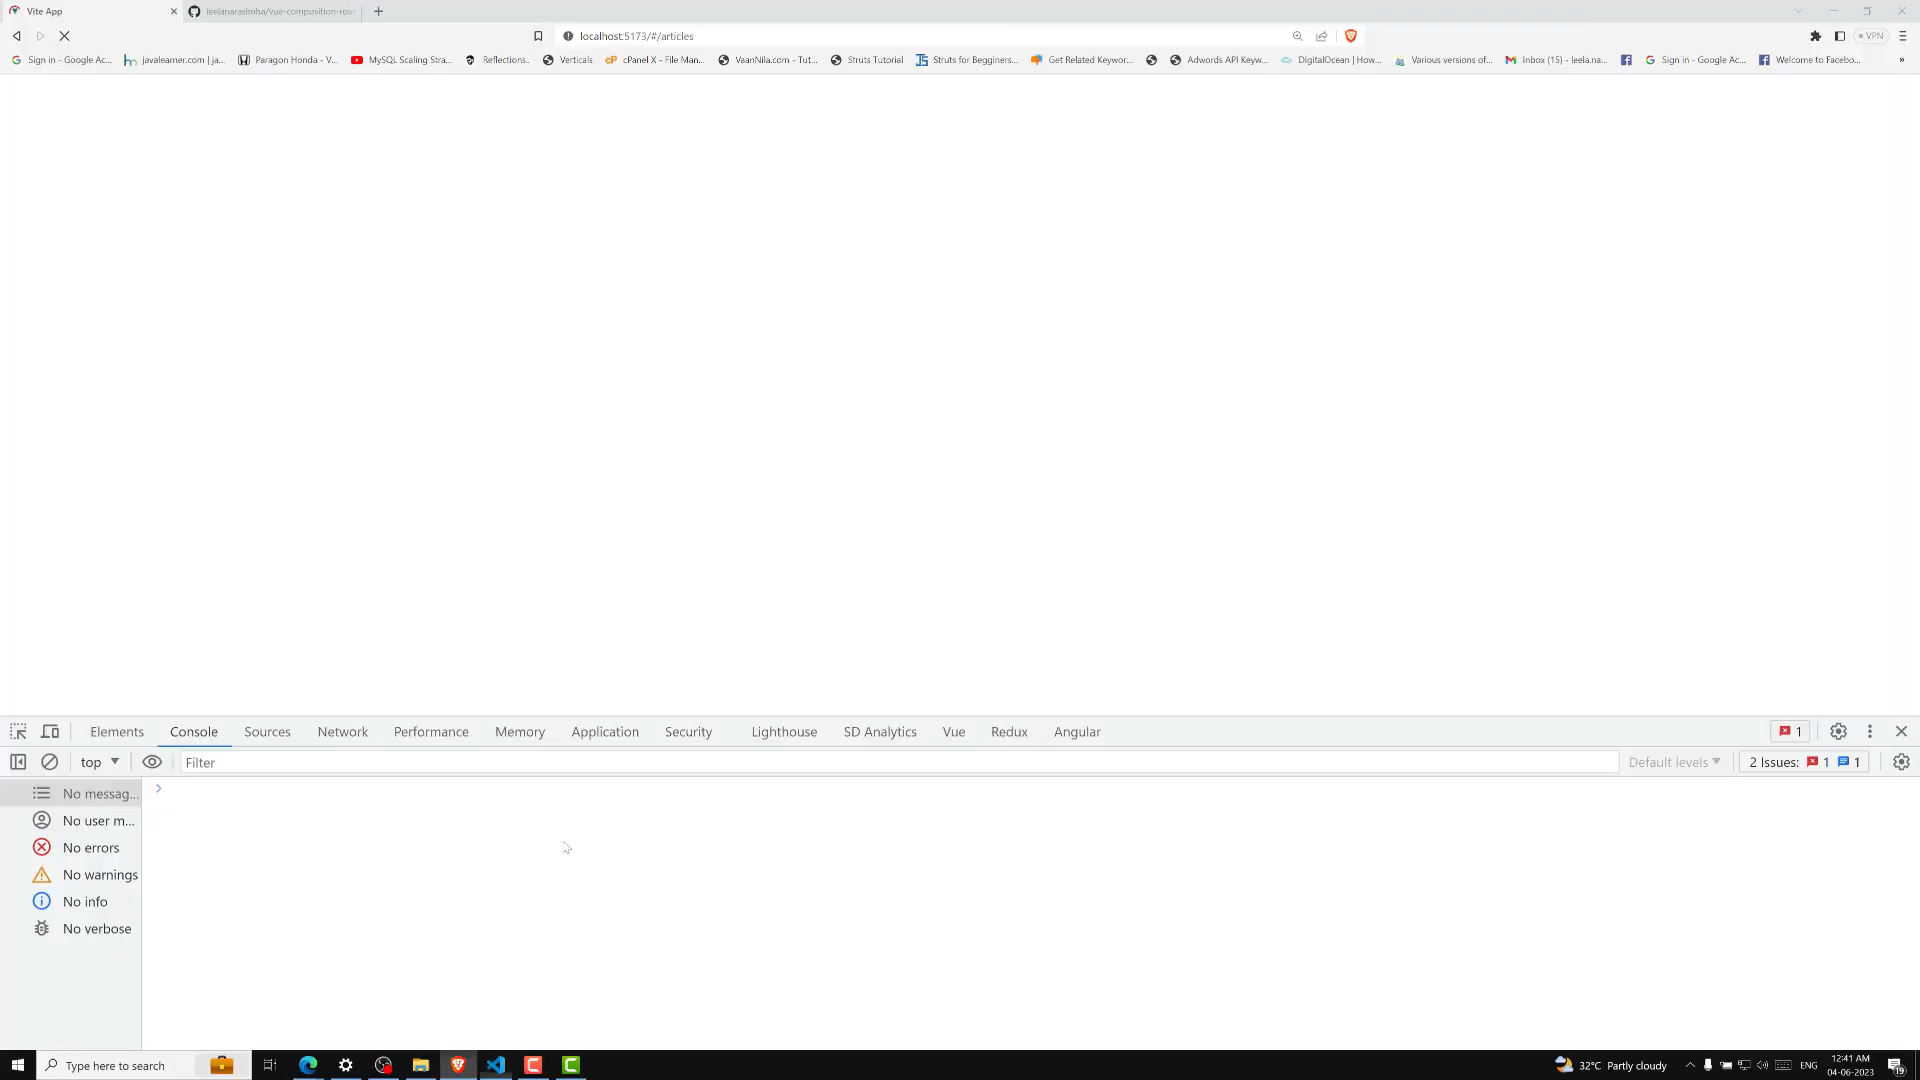 Vite App
leelanarasimha/vue-composition-rou
localhost:5173/#/articles
VPN
Sign in - Google Ac...
javalearner.com | ja...
Paragon Honda - V...
MySQL Scaling Stra...
Reflections.
Verticals
cPanel X - File Man...
VaanNila.com - Tut...
Struts Tutorial
Struts for Begginers...
Get Related Keywor...
Adwords API Keyw...
DigitalOcean | How...
Various versions of...
Inbox (15) - leela.na...
Sign in - Google Ac...
Welcome to Facebo...
»
Elements
Console
Sources
Network
Performance
Memory
Application
Security
Lighthouse
SD Analytics
Vue
Redux
Angular
1
top
Filter
Default levels
2 Issues: 1 1
No messag...
No user m...
No errors
No warnings
No info
No verbose
Type here to search
32°C Partly cloudy
ENG
12:41 AM
04-06-2023
19